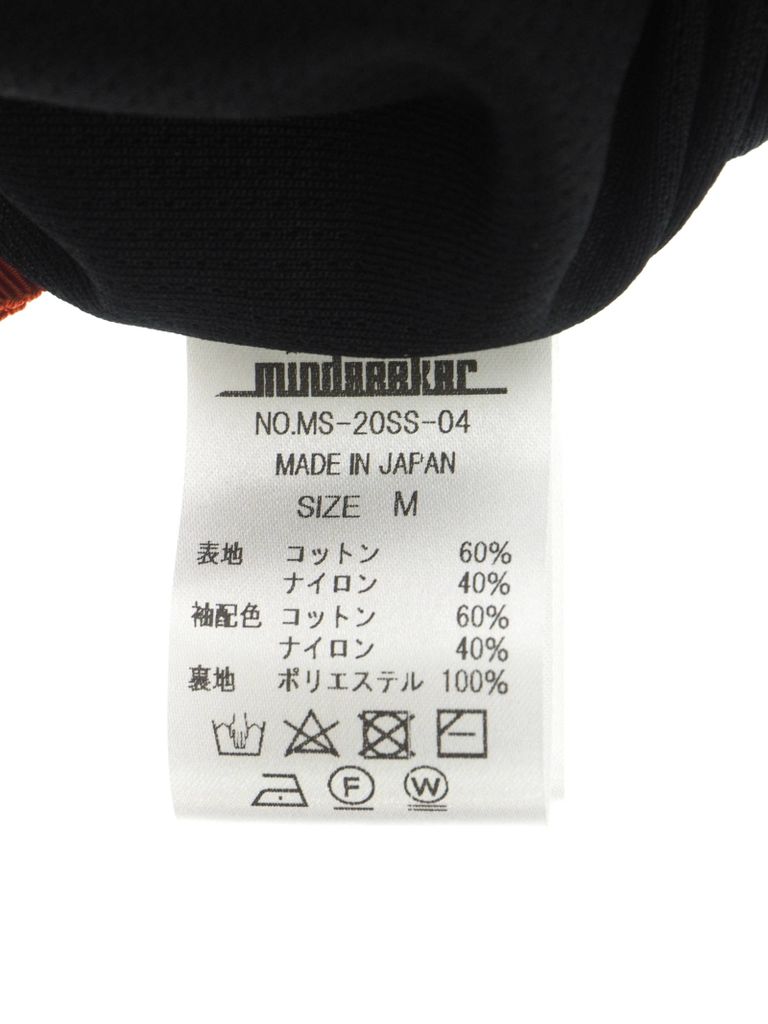 mindseeker
NO.MS-20SS-04
MADE IN JAPAN
SIZE M
表地 コットン 60%
ナイロン 40%
袖配色 コットン 60%
ナイロン 40%
裏地 ポリエステル 100%
F W